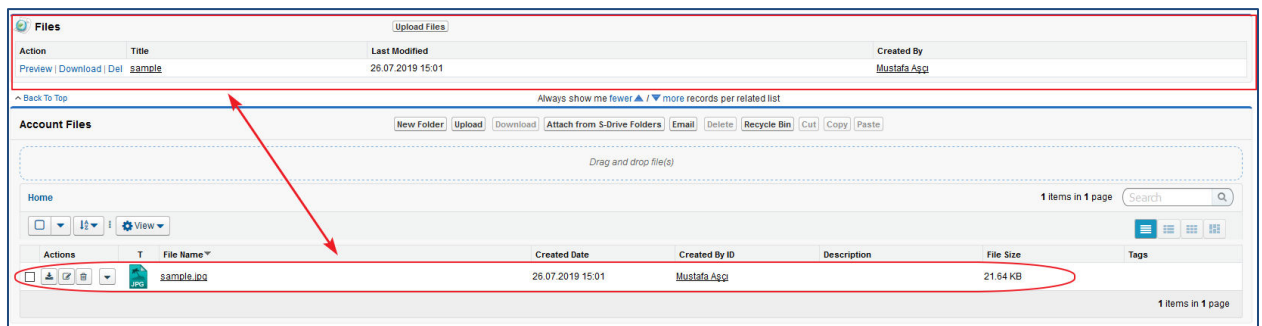 Files Upload Files
Action Title Last Modified Created By
Preview | Download | Del sample 26.07.2019 15:01 Mustafa Aşçı
Back To Top Always show me fewer / more records per related list
Account Files New Folder Upload Download Attach from S-Drive Folders Email Delete Recycle Bin Cut Copy Paste
Drag and drop file(s)
Home 1 items in 1 page Search
View
Actions T File Name Created Date Created By ID Description File Size Tags
JPG sample.jpg 26.07.2019 15:01 Mustafa Aşçı 21.64 KB
1 items in 1 page